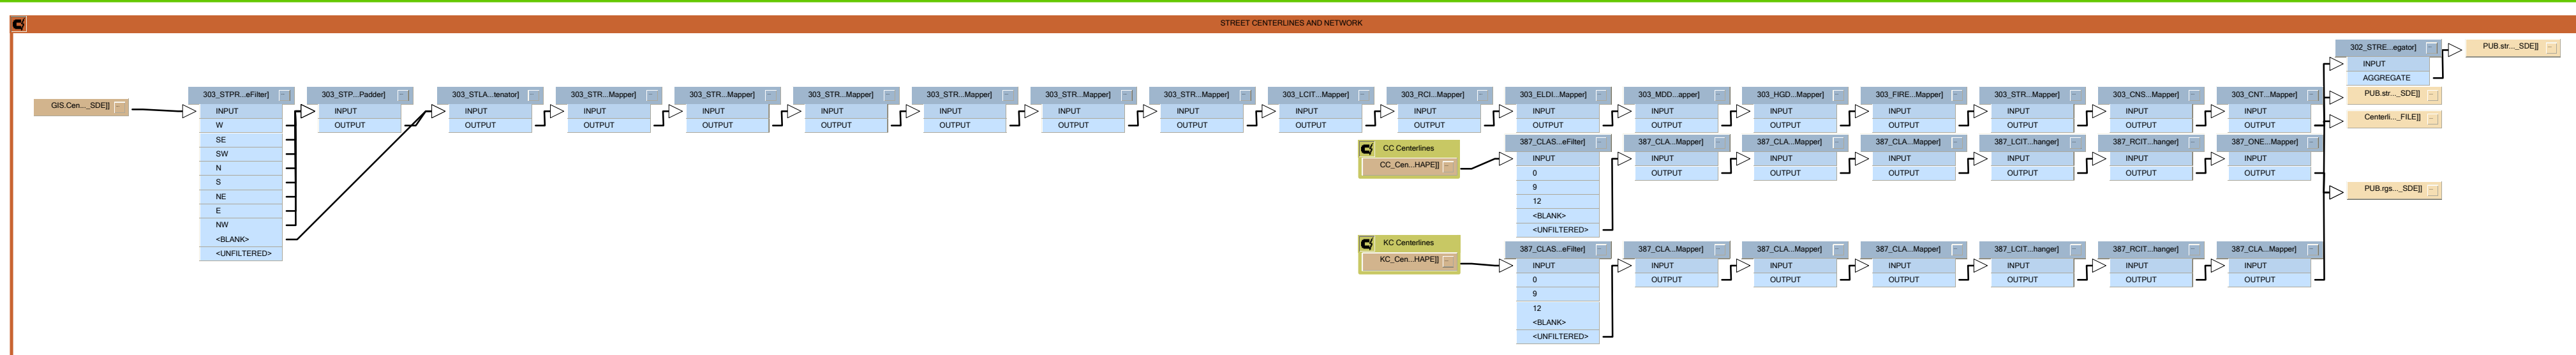 STREET CENTERLINES AND NETWORK
302_STRE...egator]
PUB.str..._SDE]]
INPUT
AGGREGATE
GIS.Cen..._SDE]]
303_STPR...eFilter]
INPUT
W
SE
SW
N
S
NE
E
NW
<BLANK>
<UNFILTERED>
303_STP...Padder]
INPUT
OUTPUT
303_STLA...tenator]
INPUT
OUTPUT
303_STR...Mapper]
INPUT
OUTPUT
303_STR...Mapper]
INPUT
OUTPUT
303_STR...Mapper]
INPUT
OUTPUT
303_STR...Mapper]
INPUT
OUTPUT
303_STR...Mapper]
INPUT
OUTPUT
303_STR...Mapper]
INPUT
OUTPUT
303_LCIT...Mapper]
INPUT
OUTPUT
303_RCI...Mapper]
INPUT
OUTPUT
303_ELDI...Mapper]
INPUT
OUTPUT
303_MDD...apper]
INPUT
OUTPUT
303_HGD...Mapper]
INPUT
OUTPUT
303_FIRE...Mapper]
INPUT
OUTPUT
303_STR...Mapper]
INPUT
OUTPUT
303_CNS...Mapper]
INPUT
OUTPUT
303_CNT...Mapper]
INPUT
OUTPUT
PUB.str..._SDE]]
Centerli..._FILE]]
CC Centerlines
CC_Cen...HAPE]]
387_CLAS...eFilter]
INPUT
0
9
12
<BLANK>
<UNFILTERED>
387_CLA...Mapper]
INPUT
OUTPUT
387_CLA...Mapper]
INPUT
OUTPUT
387_CLA...Mapper]
INPUT
OUTPUT
387_LCIT...hanger]
INPUT
OUTPUT
387_RCIT...hanger]
INPUT
OUTPUT
387_ONE...Mapper]
INPUT
OUTPUT
PUB.rgs..._SDE]]
KC Centerlines
KC_Cen...HAPE]]
387_CLAS...eFilter]
INPUT
0
9
12
<BLANK>
<UNFILTERED>
387_CLA...Mapper]
INPUT
OUTPUT
387_CLA...Mapper]
INPUT
OUTPUT
387_CLA...Mapper]
INPUT
OUTPUT
387_LCIT...hanger]
INPUT
OUTPUT
387_RCIT...hanger]
INPUT
OUTPUT
387_CLA...Mapper]
INPUT
OUTPUT